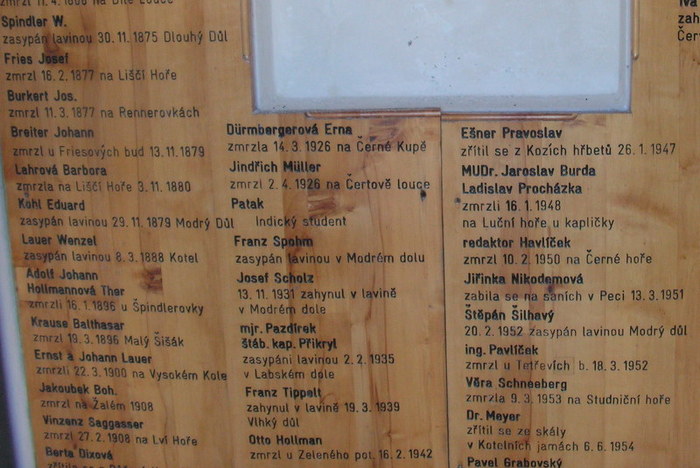 zmrzl 11.4.1868 na Bílé Louce
Spindler W.
zasypán lavinou 30. 11. 1875 Dlouhý Důl
Fries Josef
zmrzl 16. 2. 1877 na Liščí Hoře
Burkert Jos.
zmrzl 11. 3. 1877 na Rennerovkách
Breiter Johann
zmrzl u Friesových bud 13. 11. 1879
Lahrová Barbora
zmrzla na Liščí Hoře 3. 11. 1880
Kohl Eduard
zasypán lavinou 29. 11. 1879 Modrý Důl
Lauer Wenzel
zasypán lavinou 8. 3. 1888 Kotel
Adolf Johann
Hollmannová Ther
zmrzli 16. 1. 1896 u Špindlerovky
Krause Balthasar
zmrzl 19. 3. 1896 Malý Šišák
Ernst a Johann Lauer
zmrzli 22. 3. 1900 na Vysokém Kole
Jakoubek Boh.
zmrzl na Žalém 1908
Vinzenz Saggasser
zmrzl 27. 2. 1908 na Lví Hoře
Berta Dixová
Dürmbergerová Erna
zmrzla 14. 3. 1926 na Černé Kupě
Jindřich Müller
zmrzl 2. 4. 1926 na Čertově louce
Patak
Indický student
Franz Spohm
zasypán lavinou v Modrém dolu
Josef Scholz
13. 11. 1931 zahynul v lavině
v Modrém dole
mjr. Pazdírek
štáb. kap. Přikryl
zasypáni lavinou 2. 2. 1935
v Labském dole
Franz Tippelt
zahynul v lavině 19. 3. 1939
Vlhký důl
Otto Hollman
zmrzl u Zeleného pot. 16. 2. 1942
Ešner Pravoslav
zřítil se z Kozích hřbetů 26. 1. 1947
MUDr. Jaroslav Burda
Ladislav Procházka
zmrzli 16. 1. 1948
na Luční hoře u kapličky
redaktor Havlíček
zmrzl 10. 2. 1950 na Černé hoře
Jiřinka Nikodemová
zabila se na saních v Peci 13. 3. 1951
Štěpán Šilhavý
20. 2. 1952 zasypán lavinou Modrý důl
ing. Pavlíček
zmrzl u Tetřevích b. 18. 3. 1952
Věra Schneeberg
zmrzla 9. 3. 1953 na Studniční hoře
Dr. Meyer
zřítil se ze skály
v Kotelních jamách 6. 6. 1954
Pavel Grabovský
zah
Čer